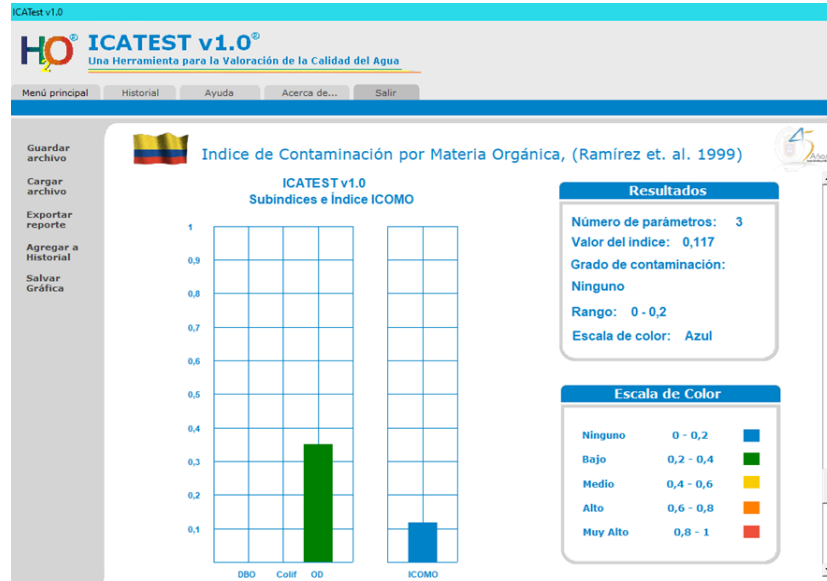 ICATest v1.0
H2O® ICATEST v1.0®
Una Herramienta para la Valoración de la Calidad del Agua
Menú principal Historial Ayuda Acerca de... Salir
Guardar archivo
Cargar archivo
Exportar reporte
Agregar a Historial
Salvar Gráfica
Indice de Contaminación por Materia Orgánica, (Ramírez et. al. 1999)
45 Años
ICATEST v1.0
Subíndices e Índice ICOMO
1
0,9
0,8
0,7
0,6
0,5
0,4
0,3
0,2
0,1
DBO Colif OD ICOMO
Resultados
Número de parámetros: 3
Valor del indice: 0,117
Grado de contaminación:
Ninguno
Rango: 0 - 0,2
Escala de color: Azul
Escala de Color
Ninguno 0 - 0,2
Bajo 0,2 - 0,4
Medio 0,4 - 0,6
Alto 0,6 - 0,8
Muy Alto 0,8 - 1